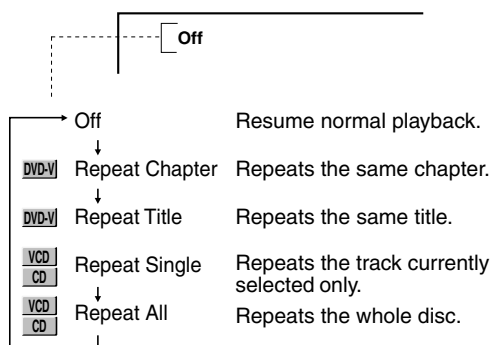 Off
Off Resume normal playback.
DVD-V Repeat Chapter Repeats the same chapter.
DVD-V Repeat Title Repeats the same title.
VCD
CD Repeat Single Repeats the track currently
selected only.
VCD
CD Repeat All Repeats the whole disc.